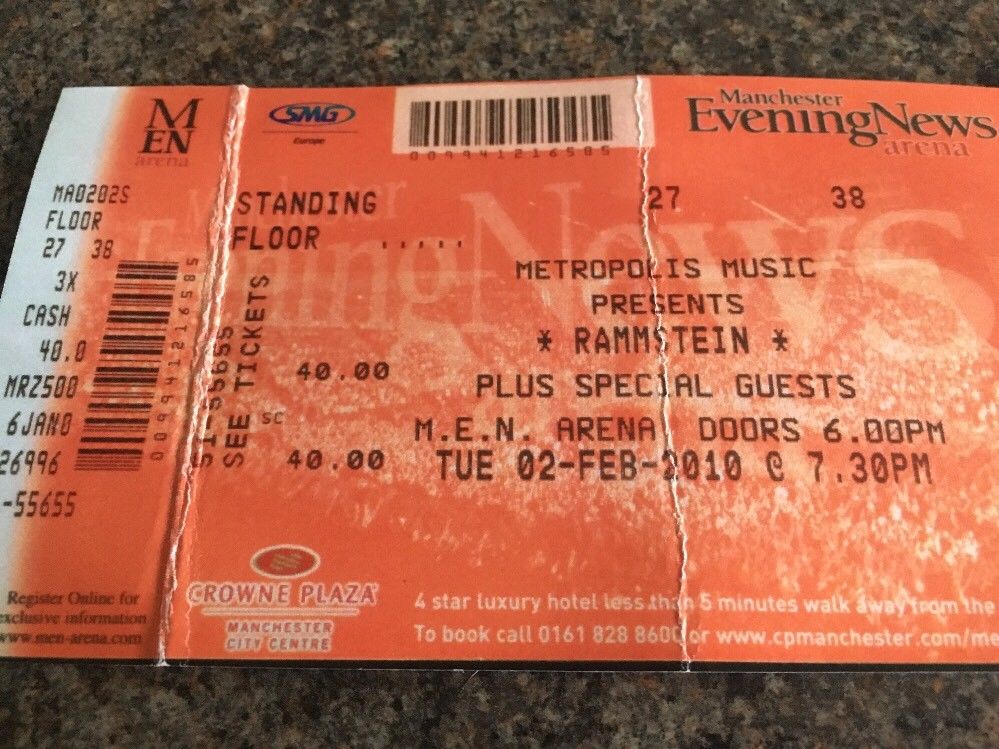 M
EN
arena
MA0202S
FLOOR
27 38
3X
CASH
40.0
MRZ500
6JAN0
26996
-55655
009941216585
Register Online for
exclusive information
www.men-arena.com
SMG
Europe
009941216585
Manchester
EveningNews
arena
STANDING 27 38
FLOOR .....
METROPOLIS MUSIC
PRESENTS
* RAMMSTEIN *
40.00 PLUS SPECIAL GUESTS
SC
M.E.N. ARENA DOORS 6.00PM
40.00 TUE 02-FEB-2010 @ 7.30PM
SEE TICKETS
CROWNE PLAZA
MANCHESTER
CITY CENTRE
4 star luxury hotel less than 5 minutes walk away from the
To book call 0161 828 8600 or www.cpmanchester.com/me